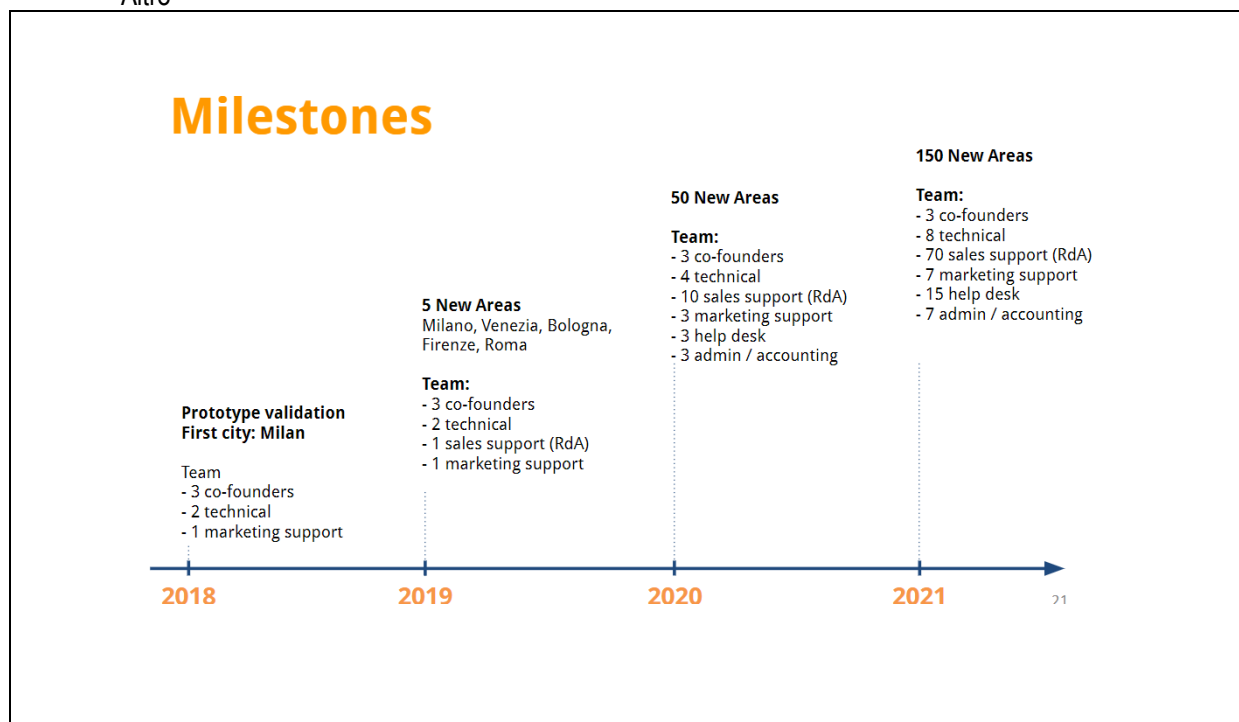 Altro
Milestones
Prototype validation
First city: Milan
Team
- 3 co-founders
- 2 technical
- 1 marketing support
5 New Areas
Milano, Venezia, Bologna,
Firenze, Roma
Team:
- 3 co-founders
- 2 technical
- 1 sales support (RdA)
- 1 marketing support
50 New Areas
Team:
- 3 co-founders
- 4 technical
- 10 sales support (RdA)
- 3 marketing support
- 3 help desk
- 3 admin / accounting
150 New Areas
Team:
- 3 co-founders
- 8 technical
- 70 sales support (RdA)
- 7 marketing support
- 15 help desk
- 7 admin / accounting
2018
2019
2020
2021
21